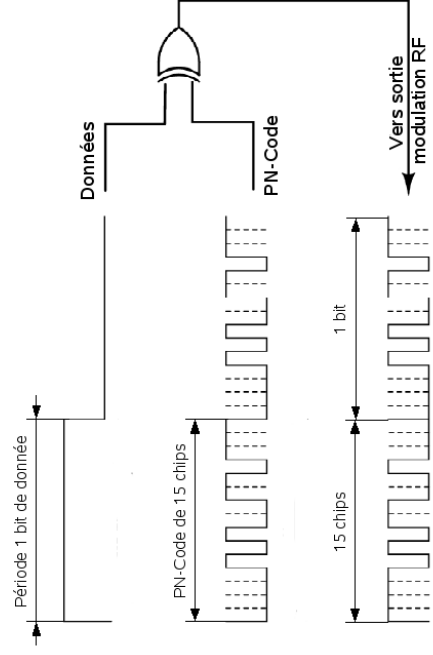 Période 1 bit de donnée
Données
PN-Code de 15 chips
PN-Code
15 chips
1 bit
Vers sortie
modulation RF